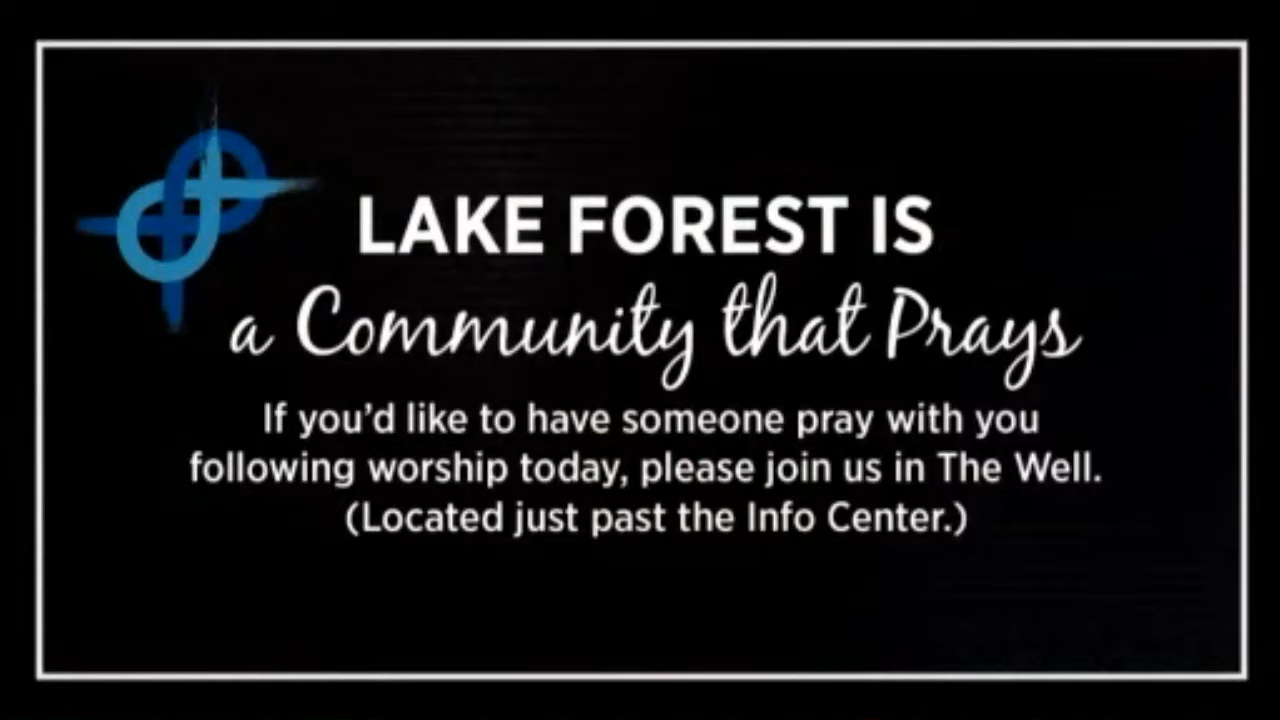 LAKE FOREST IS
a Community that Prays
If you’d like to have someone pray with you
following worship today, please join us in The Well.
(Located just past the Info Center.)